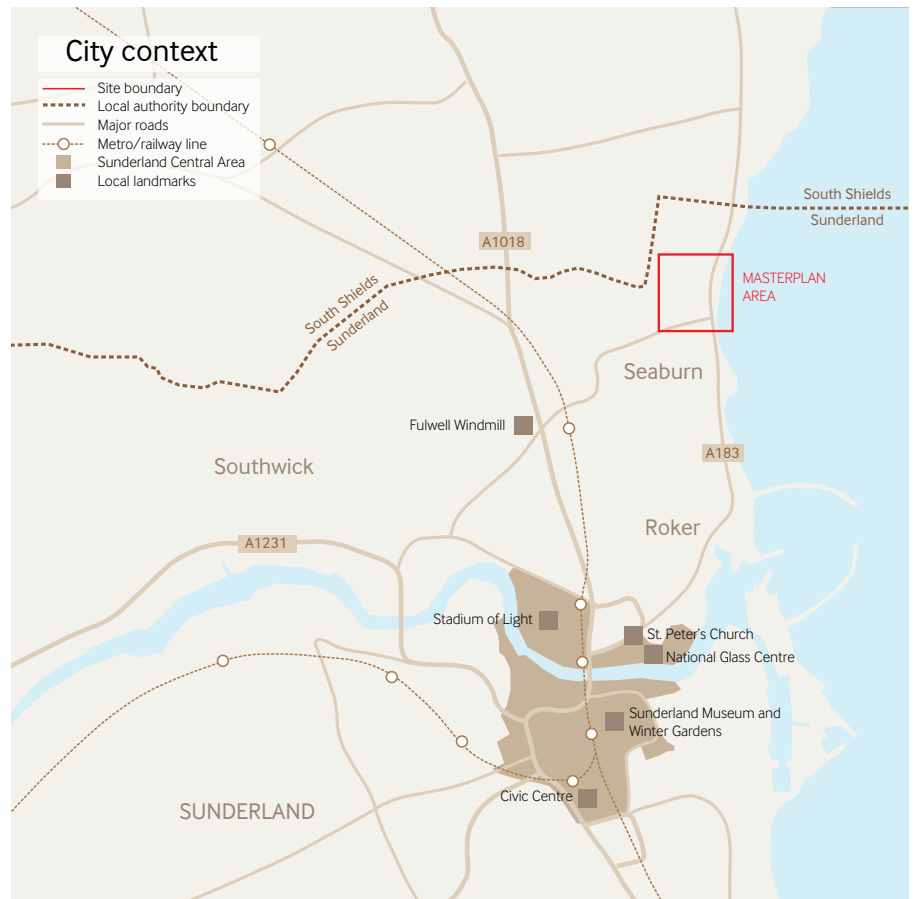 City context
Site boundary
Local authority boundary
Major roads
Metro/railway line
Sunderland Central Area
Local landmarks
South Shields
Sunderland
A1018
MASTERPLAN
AREA
South Shields
Sunderland
Seaburn
Fulwell Windmill
A183
Southwick
Roker
A1231
Stadium of Light
St. Peter's Church
National Glass Centre
Sunderland Museum and
Winter Gardens
Civic Centre
SUNDERLAND